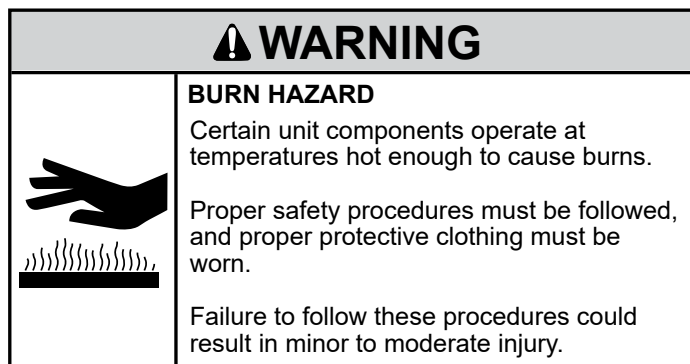 WARNING
BURN HAZARD
Certain unit components operate at
temperatures hot enough to cause burns.
Proper safety procedures must be followed,
and proper protective clothing must be
worn.
Failure to follow these procedures could
result in minor to moderate injury.